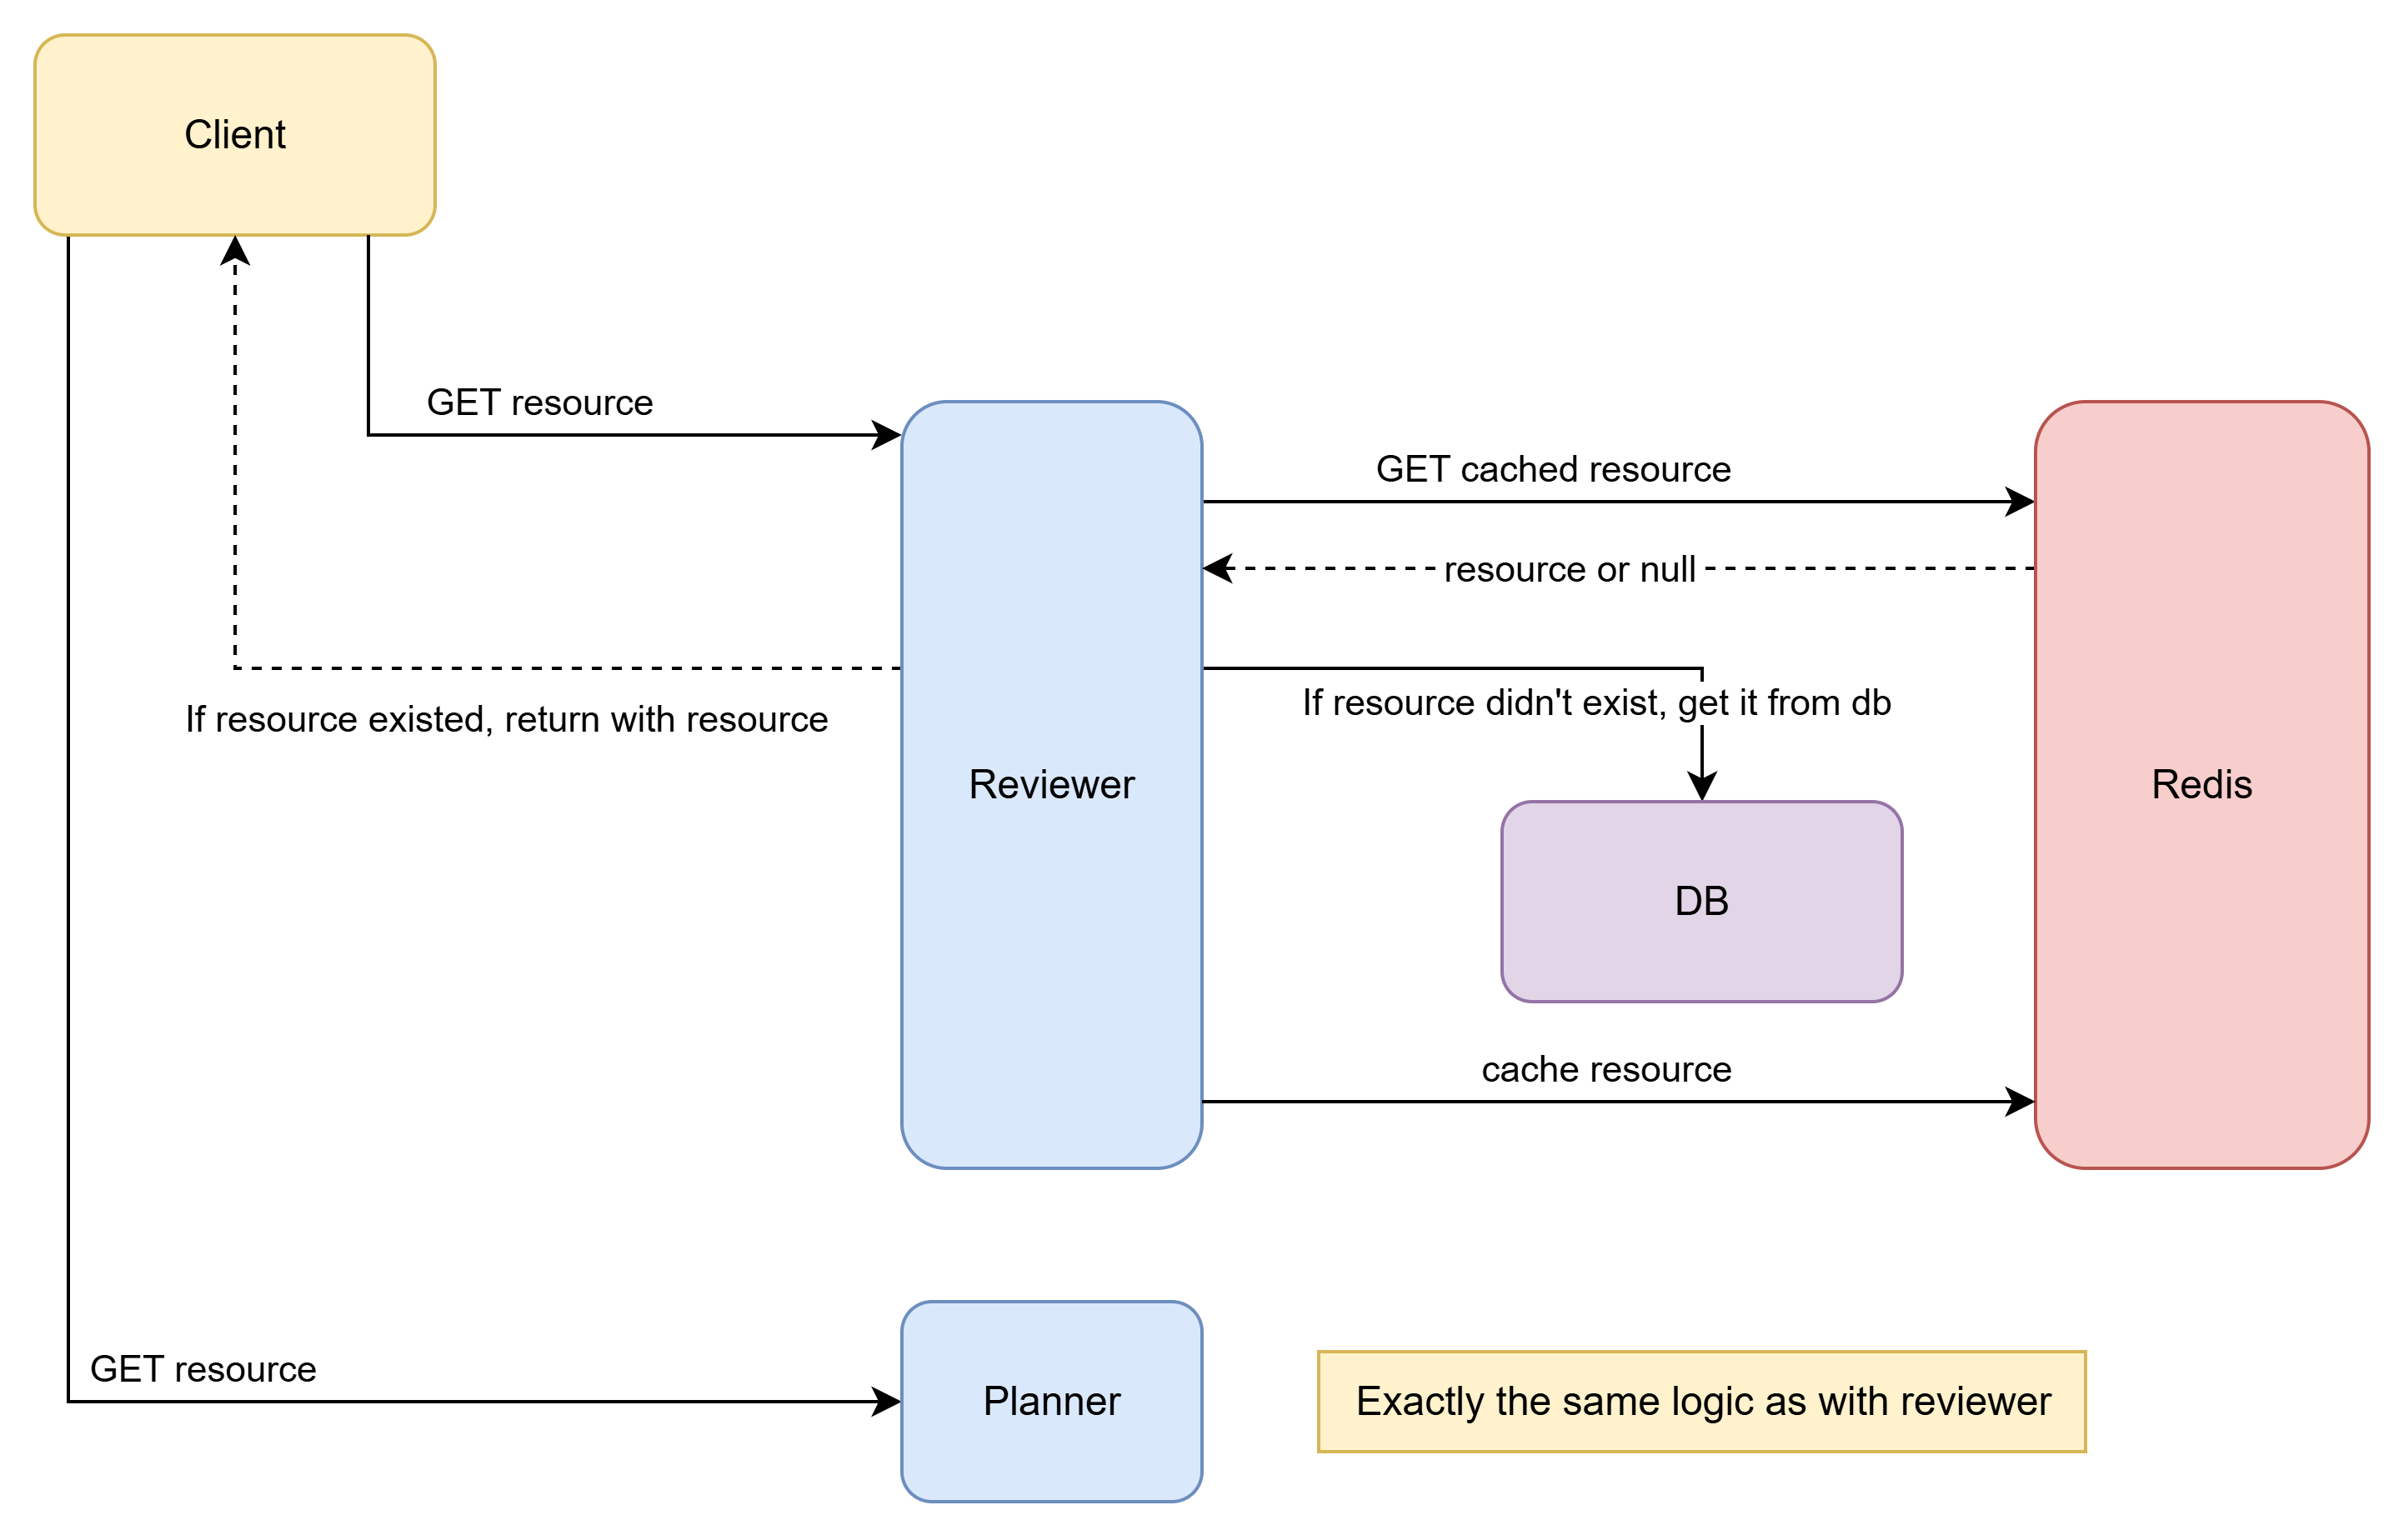 Client
GET resource
GET cached resource
resource or null
If resource existed, return with resource
If resource didn't exist, get it from db
Reviewer
Redis
DB
cache resource
GET resource
Planner
Exactly the same logic as with reviewer